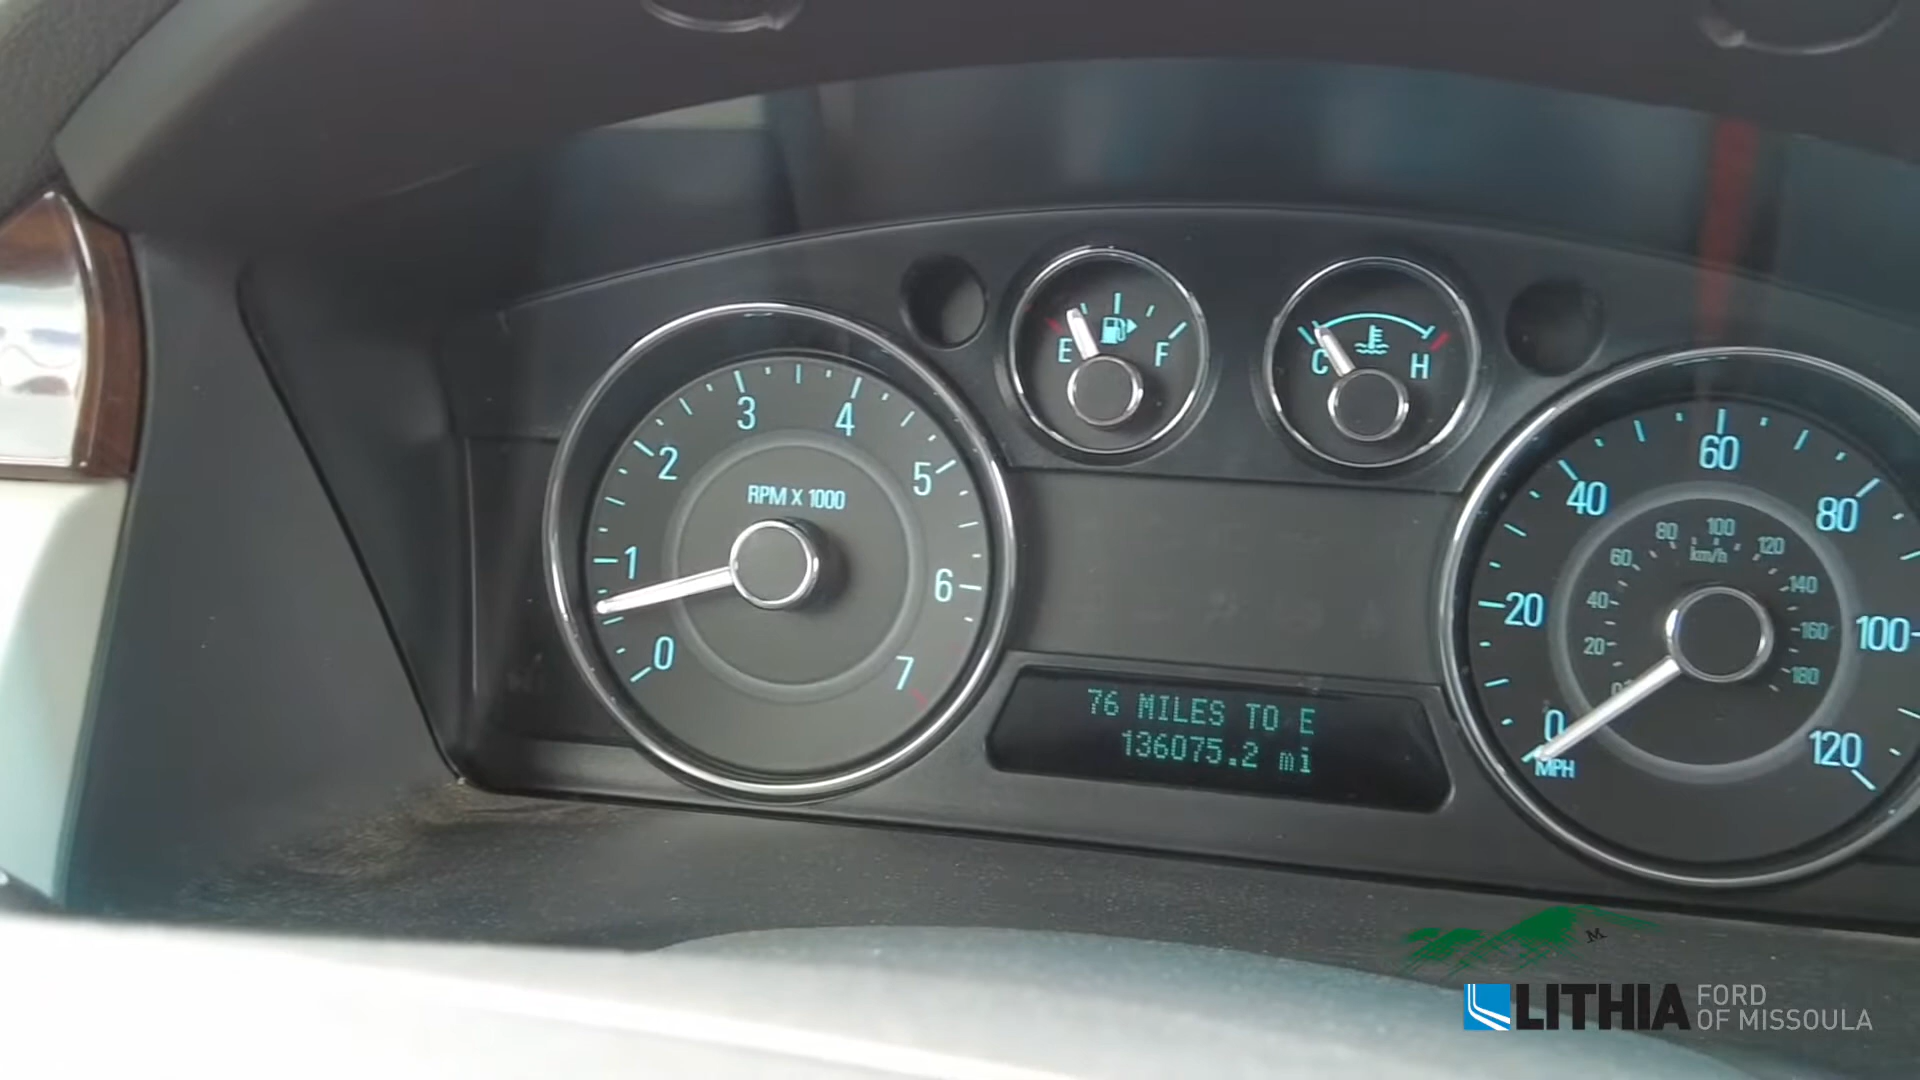 E F
C H
0 1 2 3 4 5 6 7
RPM X 1000
0 20 40 60 80 100 120
MPH
20 40 60 80 100 120 140 160 180
km/h
76 MILES TO E
136075.2 mi
M
LITHIA FORD
OF MISSOULA